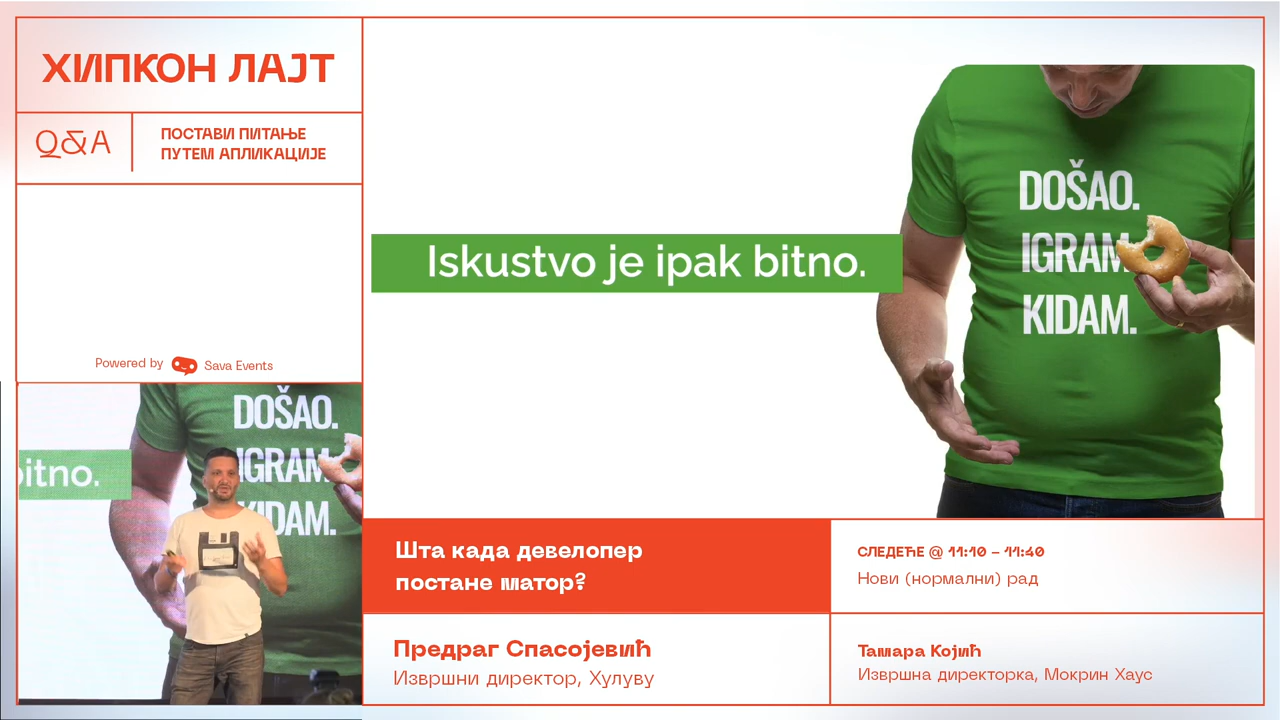 ХИПКОН ЛАЈТ
Q&A
ПОСТАВИ ПИТАЊЕ
ПУТЕМ АПЛИКАЦИЈЕ
Powered by Sava Events
Iskustvo je ipak bitno.
DOŠAO.
IGRAM.
KIDAM.
bitno.
DOŠAO.
IGRAM.
KIDAM.
Шта када девелопер
постане матор?
Предраг Спасојевић
Извршни директор, Хулуву
СЛЕДЕЋЕ @ 11:10 – 11:40
Нови (нормални) рад
Тамара Којић
Извршна директорка, Мокрин Хаус